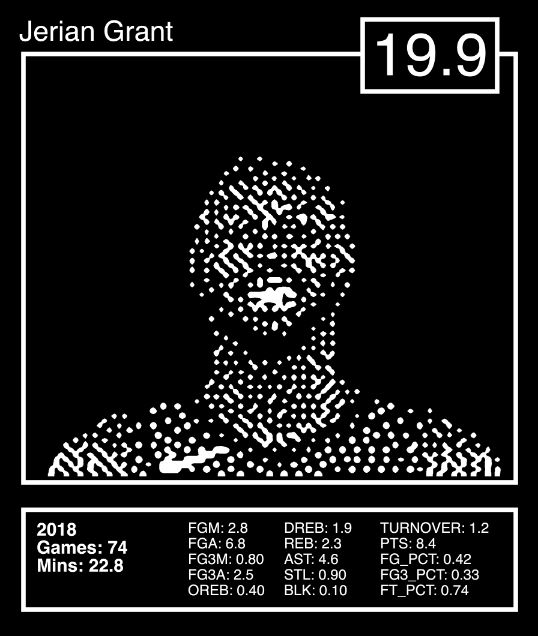 Jerian Grant
19.9
2018
Games: 74
Mins: 22.8
FGM: 2.8
FGA: 6.8
FG3M: 0.80
FG3A: 2.5
OREB: 0.40
DREB: 1.9
REB: 2.3
AST: 4.6
STL: 0.90
BLK: 0.10
TURNOVER: 1.2
PTS: 8.4
FG_PCT: 0.42
FG3_PCT: 0.33
FT_PCT: 0.74